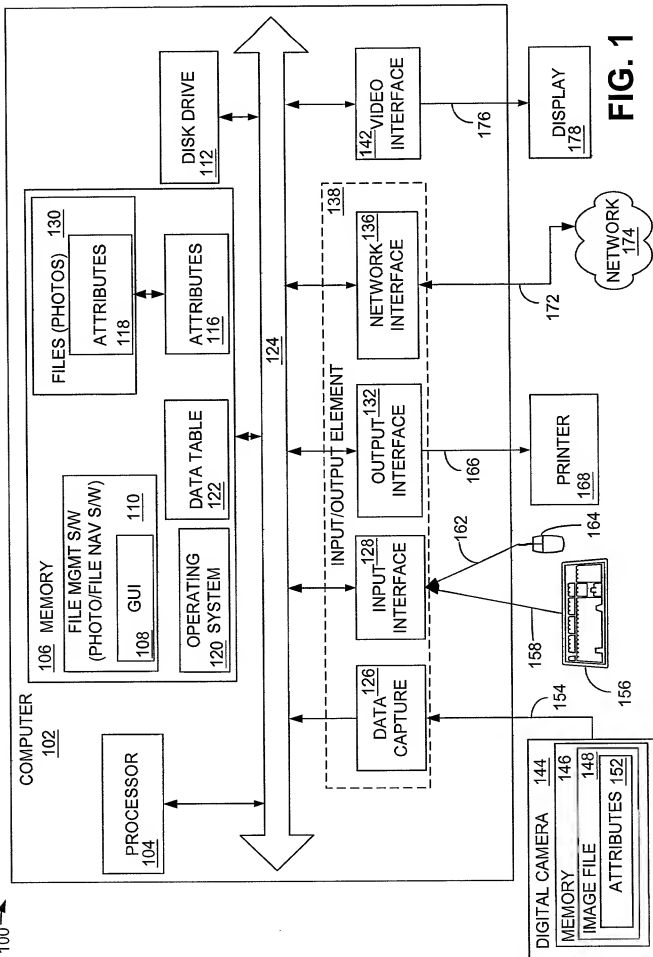 100
COMPUTER
102
PROCESSOR
104
106 MEMORY
FILE MGMT S/W
(PHOTO/FILE NAV S/W)
110
GUI
108
OPERATING
120 SYSTEM
DATA TABLE
122
FILES (PHOTOS) 130
ATTRIBUTES
118
ATTRIBUTES
116
DISK DRIVE
112
124
INPUT/OUTPUT ELEMENT
138
DATA
CAPTURE
126
INPUT
INTERFACE
128
OUTPUT
INTERFACE
132
NETWORK
INTERFACE
136
VIDEO
INTERFACE
142
DIGITAL CAMERA 144
MEMORY 146
IMAGE FILE 148
ATTRIBUTES 152
154
156
158
162
164
166
PRINTER
168
172
NETWORK
174
176
DISPLAY
178
FIG. 1